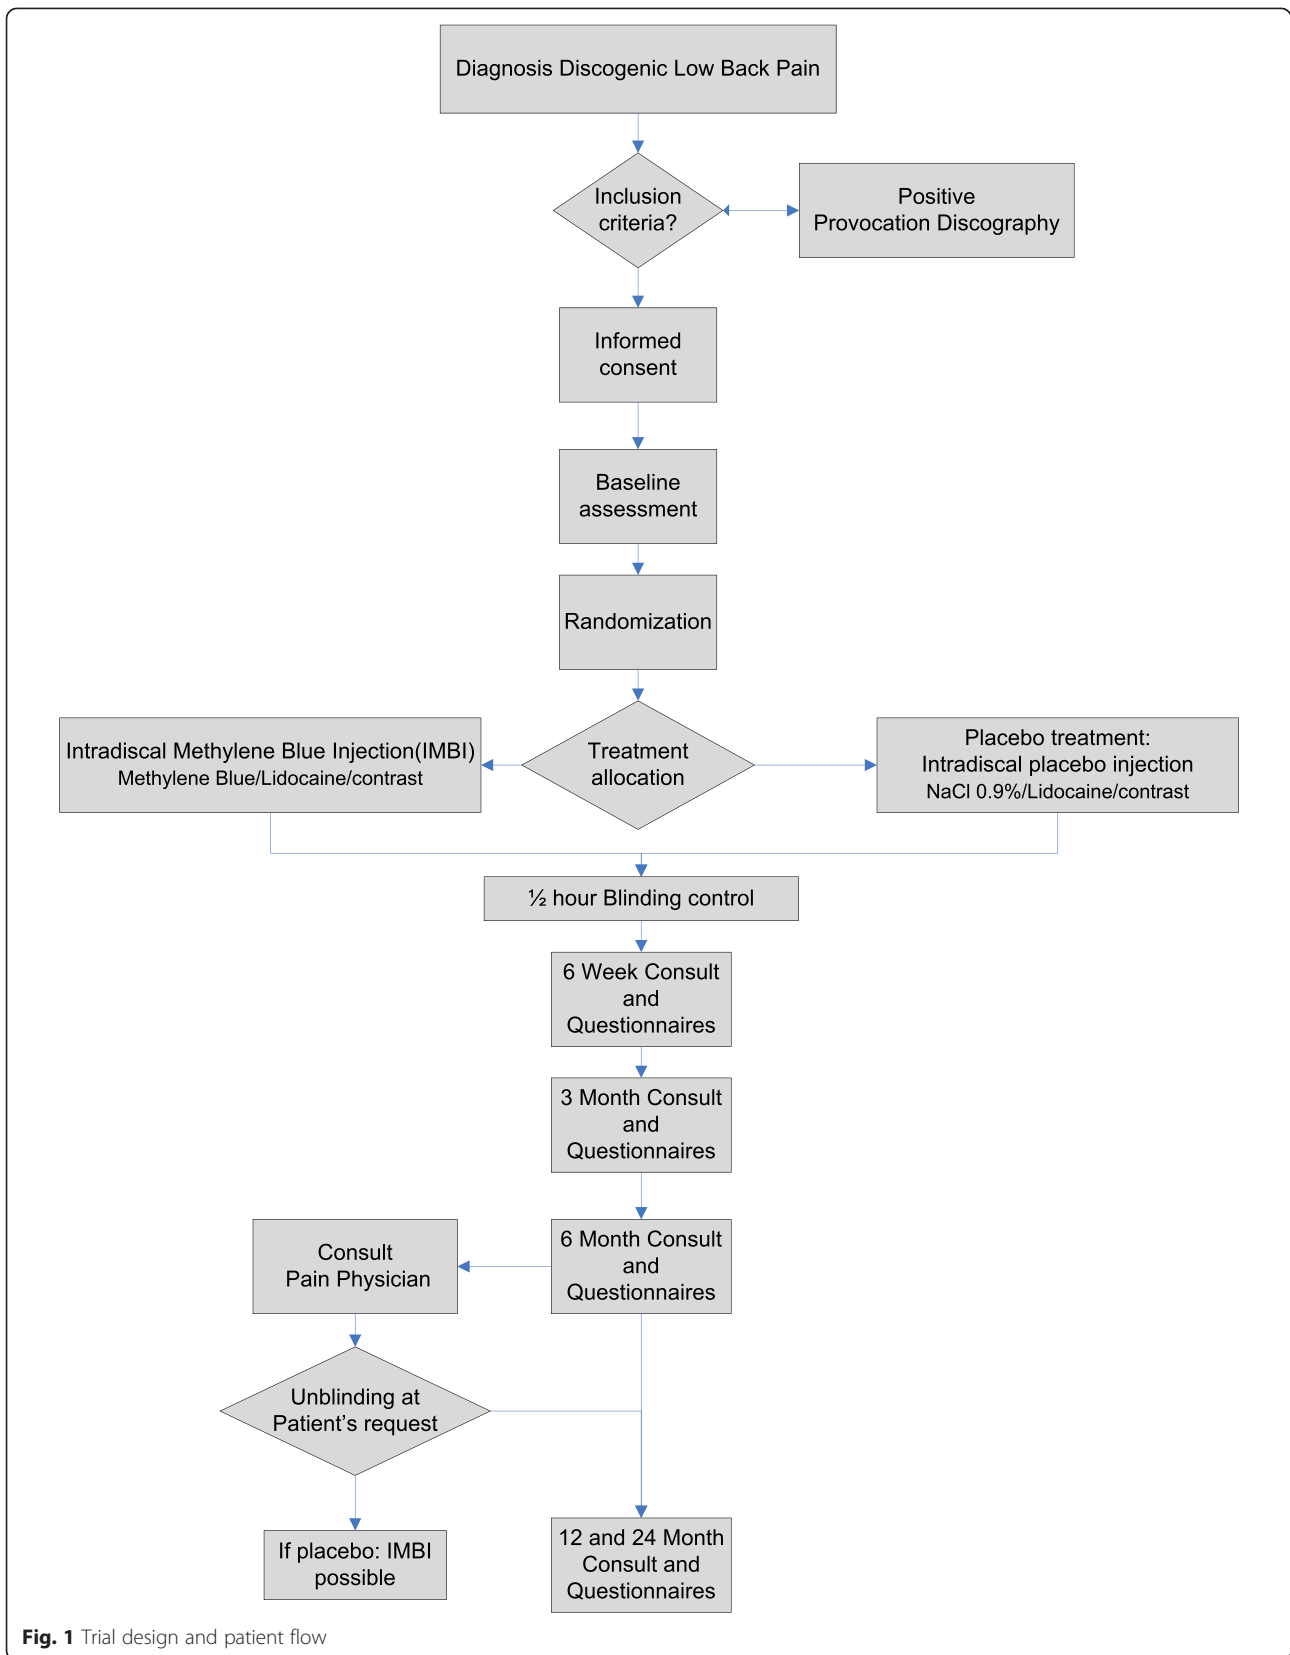 Diagnosis Discogenic Low Back Pain
Inclusion
criteria?
Positive
Provocation Discography
Informed
consent
Baseline
assessment
Randomization
Intradiscal Methylene Blue Injection(IMBI)
Methylene Blue/Lidocaine/contrast
Treatment
allocation
Placebo treatment:
Intradiscal placebo injection
NaCl 0.9%/Lidocaine/contrast
½ hour Blinding control
6 Week Consult
and
Questionnaires
3 Month Consult
and
Questionnaires
6 Month Consult
and
Questionnaires
Consult
Pain Physician
Unblinding at
Patient’s request
If placebo: IMBI
possible
12 and 24 Month
Consult and
Questionnaires
Fig. 1 Trial design and patient flow